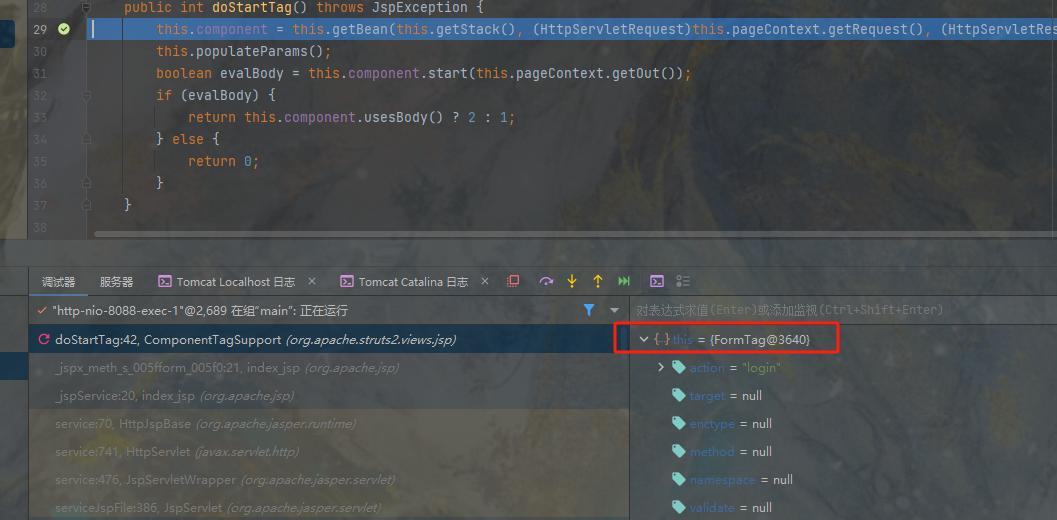 28 public int doStartTag() throws JspException {
29 this.component = this.getBean(this.getStack(), (HttpServletRequest)this.pageContext.getRequest(), (HttpServletRes
30 this.populateParams();
31 boolean evalBody = this.component.start(this.pageContext.getOut());
32 if (evalBody) {
33 return this.component.usesBody() ? 2 : 1;
34 } else {
35 return 0;
36 }
37 }
38
调试器 服务器 Tomcat Localhost 日志 × Tomcat Catalina 日志 ×
"http-nio-8088-exec-1"@2,689 在组"main": 正在运行
对表达式求值(Enter)或添加监视(Ctrl+Shift+Enter)
doStartTag:42, ComponentTagSupport (org.apache.struts2.views.jsp)
this = {FormTag@3640}
_jspx_meth_s_005fform_005f0:21, index_jsp (org.apache.jsp)
action = "login"
_jspService:20, index_jsp (org.apache.jsp)
target = null
service:70, HttpJspBase (org.apache.jasper.runtime)
enctype = null
service:741, HttpServlet (javax.servlet.http)
method = null
service:476, JspServletWrapper (org.apache.jasper.servlet)
namespace = null
serviceJspFile:386, JspServlet (org.apache.jasper.servlet)
validate = null